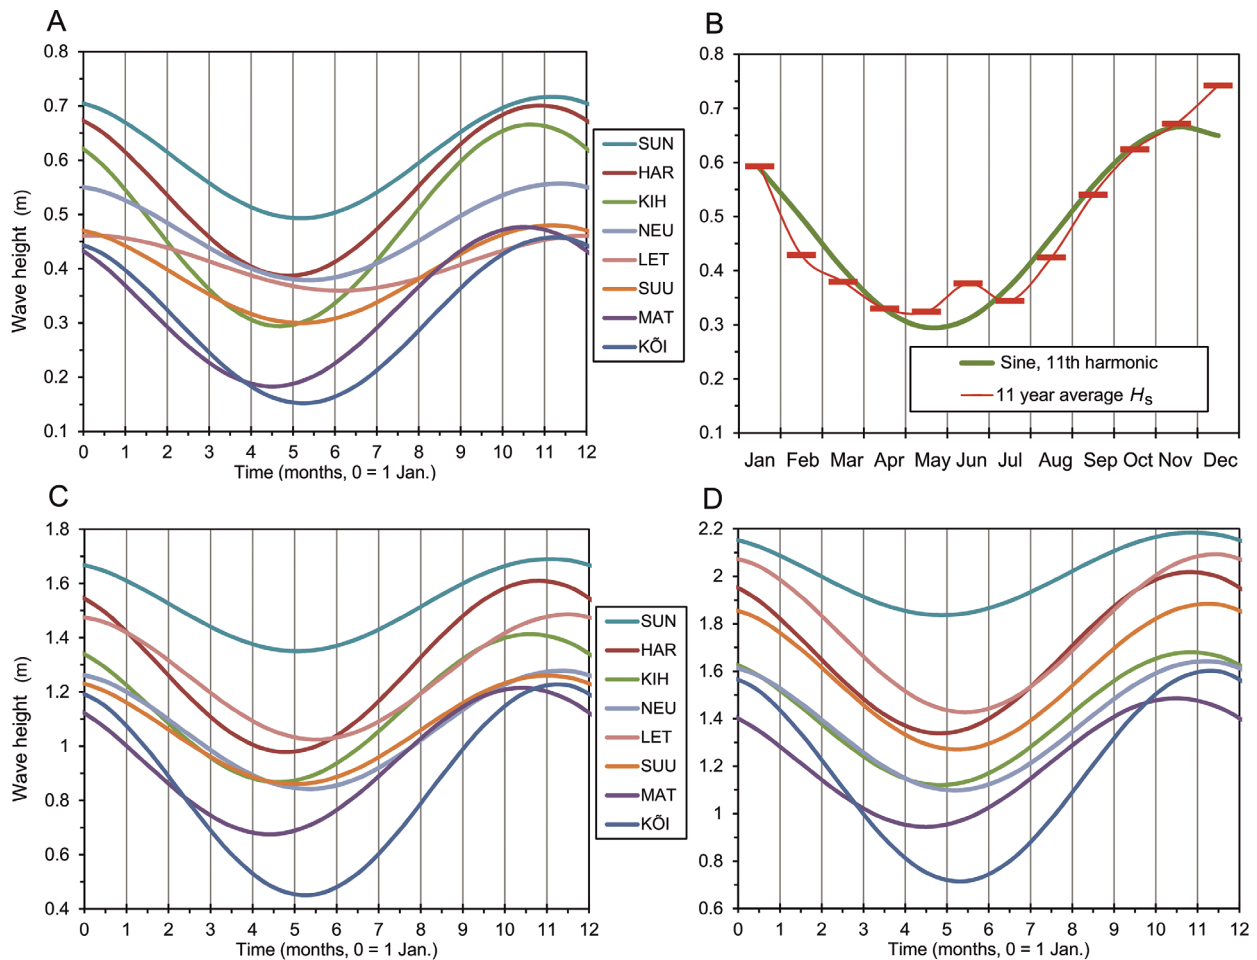 A
Wave height (m)
0.8
0.7
0.6
0.5
0.4
0.3
0.2
0.1
0 1 2 3 4 5 6 7 8 9 10 11 12
Time (months, 0 = 1 Jan.)
SUN
HAR
KIH
NEU
LET
SUU
MAT
KÕI
B
0.8
0.7
0.6
0.5
0.4
0.3
0.2
0.1
Sine, 11th harmonic
11 year average Hs
Jan Feb Mar Apr May Jun Jul Aug Sep Oct Nov Dec
C
Wave height (m)
1.8
1.6
1.4
1.2
1
0.8
0.6
0.4
0 1 2 3 4 5 6 7 8 9 10 11 12
Time (months, 0 = 1 Jan.)
SUN
HAR
KIH
NEU
LET
SUU
MAT
KÕI
D
2.2
2
1.8
1.6
1.4
1.2
1
0.8
0.6
0 1 2 3 4 5 6 7 8 9 10 11 12
Time (months, 0 = 1 Jan.)